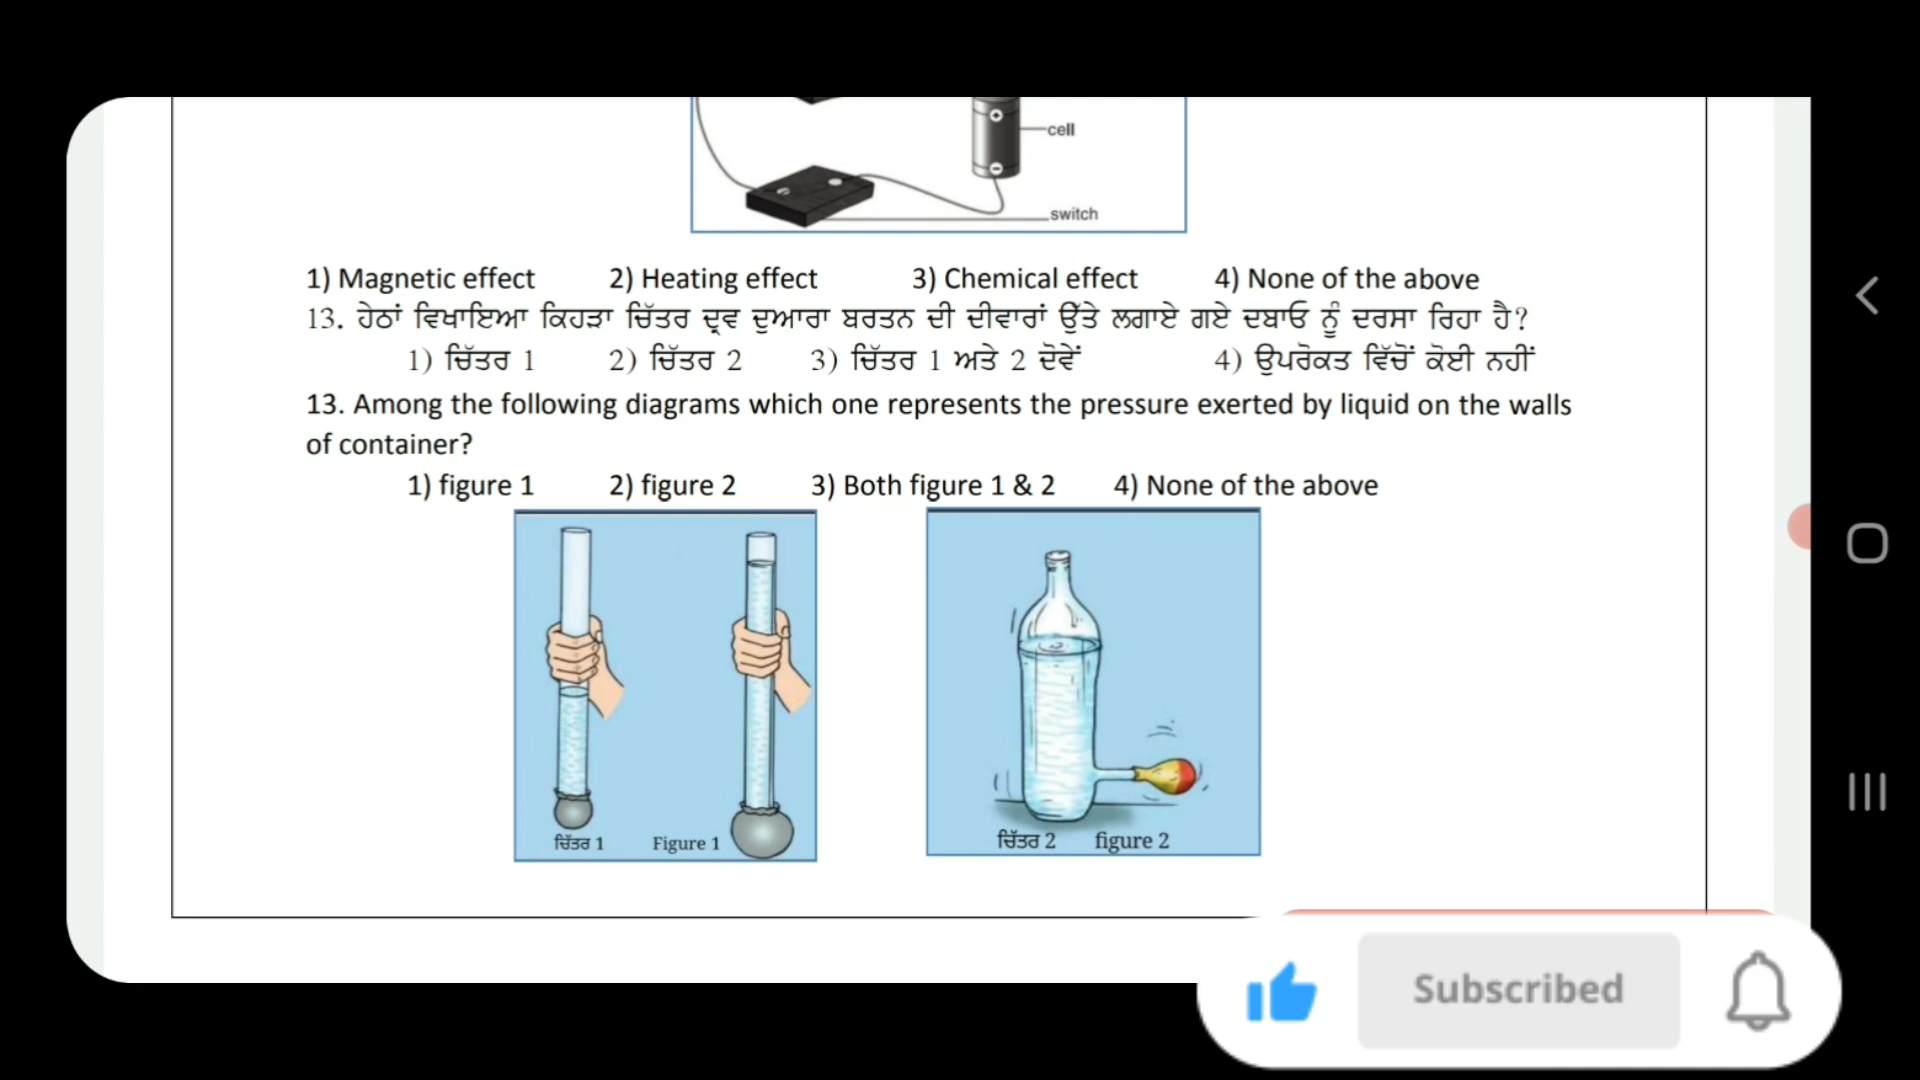 cell
switch
1) Magnetic effect 2) Heating effect 3) Chemical effect 4) None of the above
13. ਹੇਠਾਂ ਵਿਖਾਇਆ ਕਿਹੜਾ ਚਿੱਤਰ ਦ੍ਰਵ ਦੁਆਰਾ ਬਰਤਨ ਦੀ ਦੀਵਾਰਾਂ ਉੱਤੇ ਲਗਾਏ ਗਏ ਦਬਾਓ ਨੂੰ ਦਰਸਾ ਰਿਹਾ ਹੈ?
1) ਚਿੱਤਰ 1 2) ਚਿੱਤਰ 2 3) ਚਿੱਤਰ 1 ਅਤੇ 2 ਦੋਵੇਂ 4) ਉਪਰੋਕਤ ਵਿੱਚੋਂ ਕੋਈ ਨਹੀਂ
13. Among the following diagrams which one represents the pressure exerted by liquid on the walls
of container?
1) figure 1 2) figure 2 3) Both figure 1 & 2 4) None of the above
ਚਿੱਤਰ 1 Figure 1
ਚਿੱਤਰ 2 figure 2
Subscribed